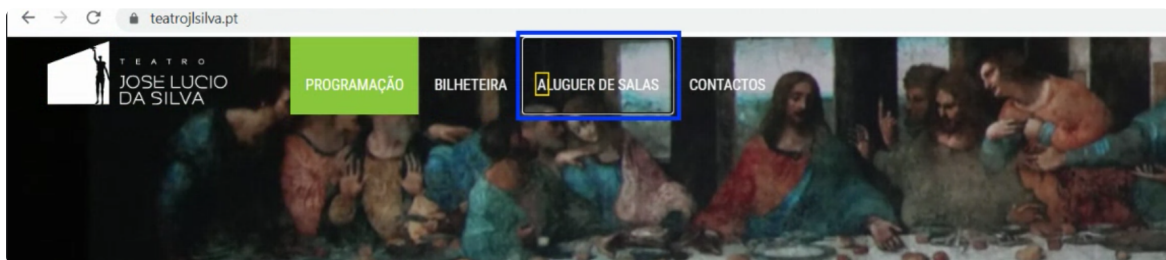 teatrojlsilva.pt
TEATRO
JOSE LUCIO
DA SILVA
PROGRAMAÇÃO BILHETEIRA ALUGUER DE SALAS CONTACTOS